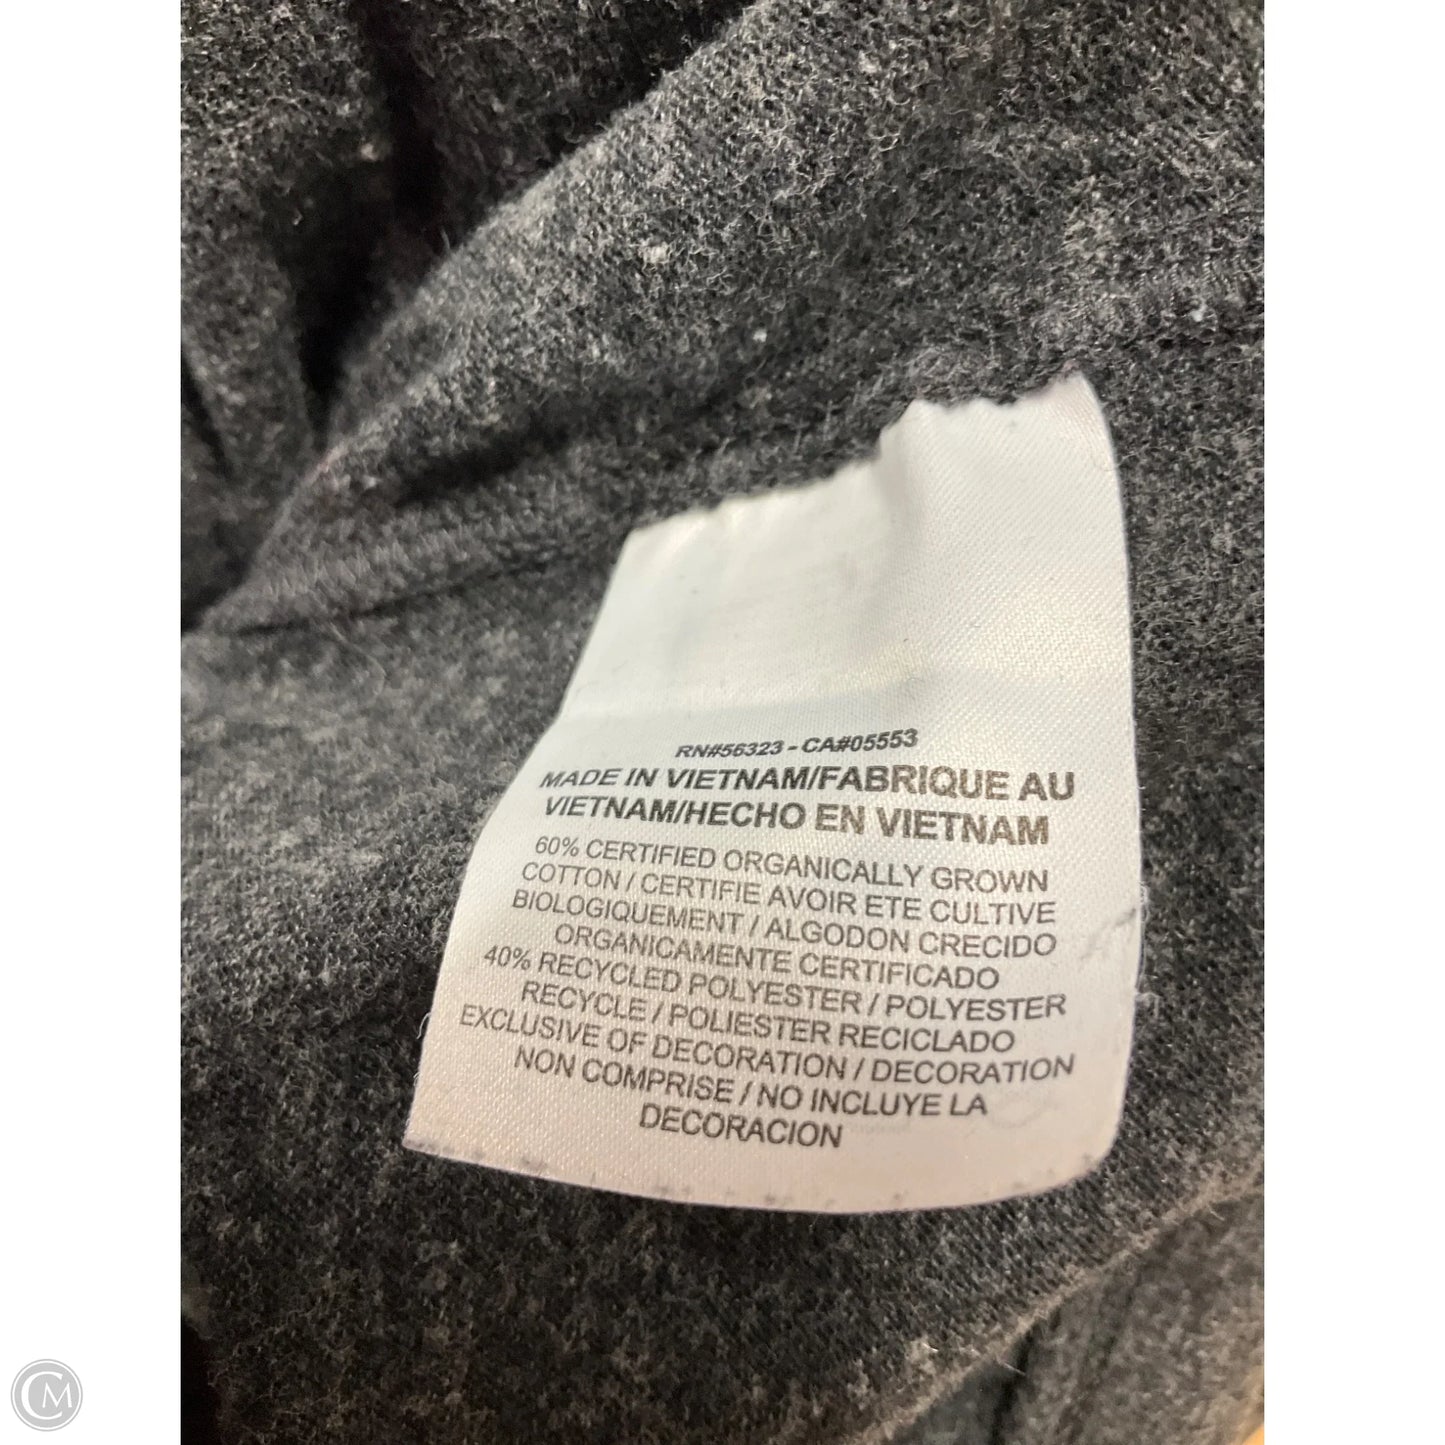 RN#56323 - CA#05553
MADE IN VIETNAM/FABRIQUE AU
VIETNAM/HECHO EN VIETNAM
60% CERTIFIED ORGANICALLY GROWN
COTTON / CERTIFIE AVOIR ETE CULTIVE
BIOLOGIQUEMENT / ALGODON CRECIDO
ORGANICAMENTE CERTIFICADO
40% RECYCLED POLYESTER / POLYESTER
RECYCLE / POLIESTER RECICLADO
EXCLUSIVE OF DECORATION / DECORATION
NON COMPRISE / NO INCLUYE LA
DECORACION
CM